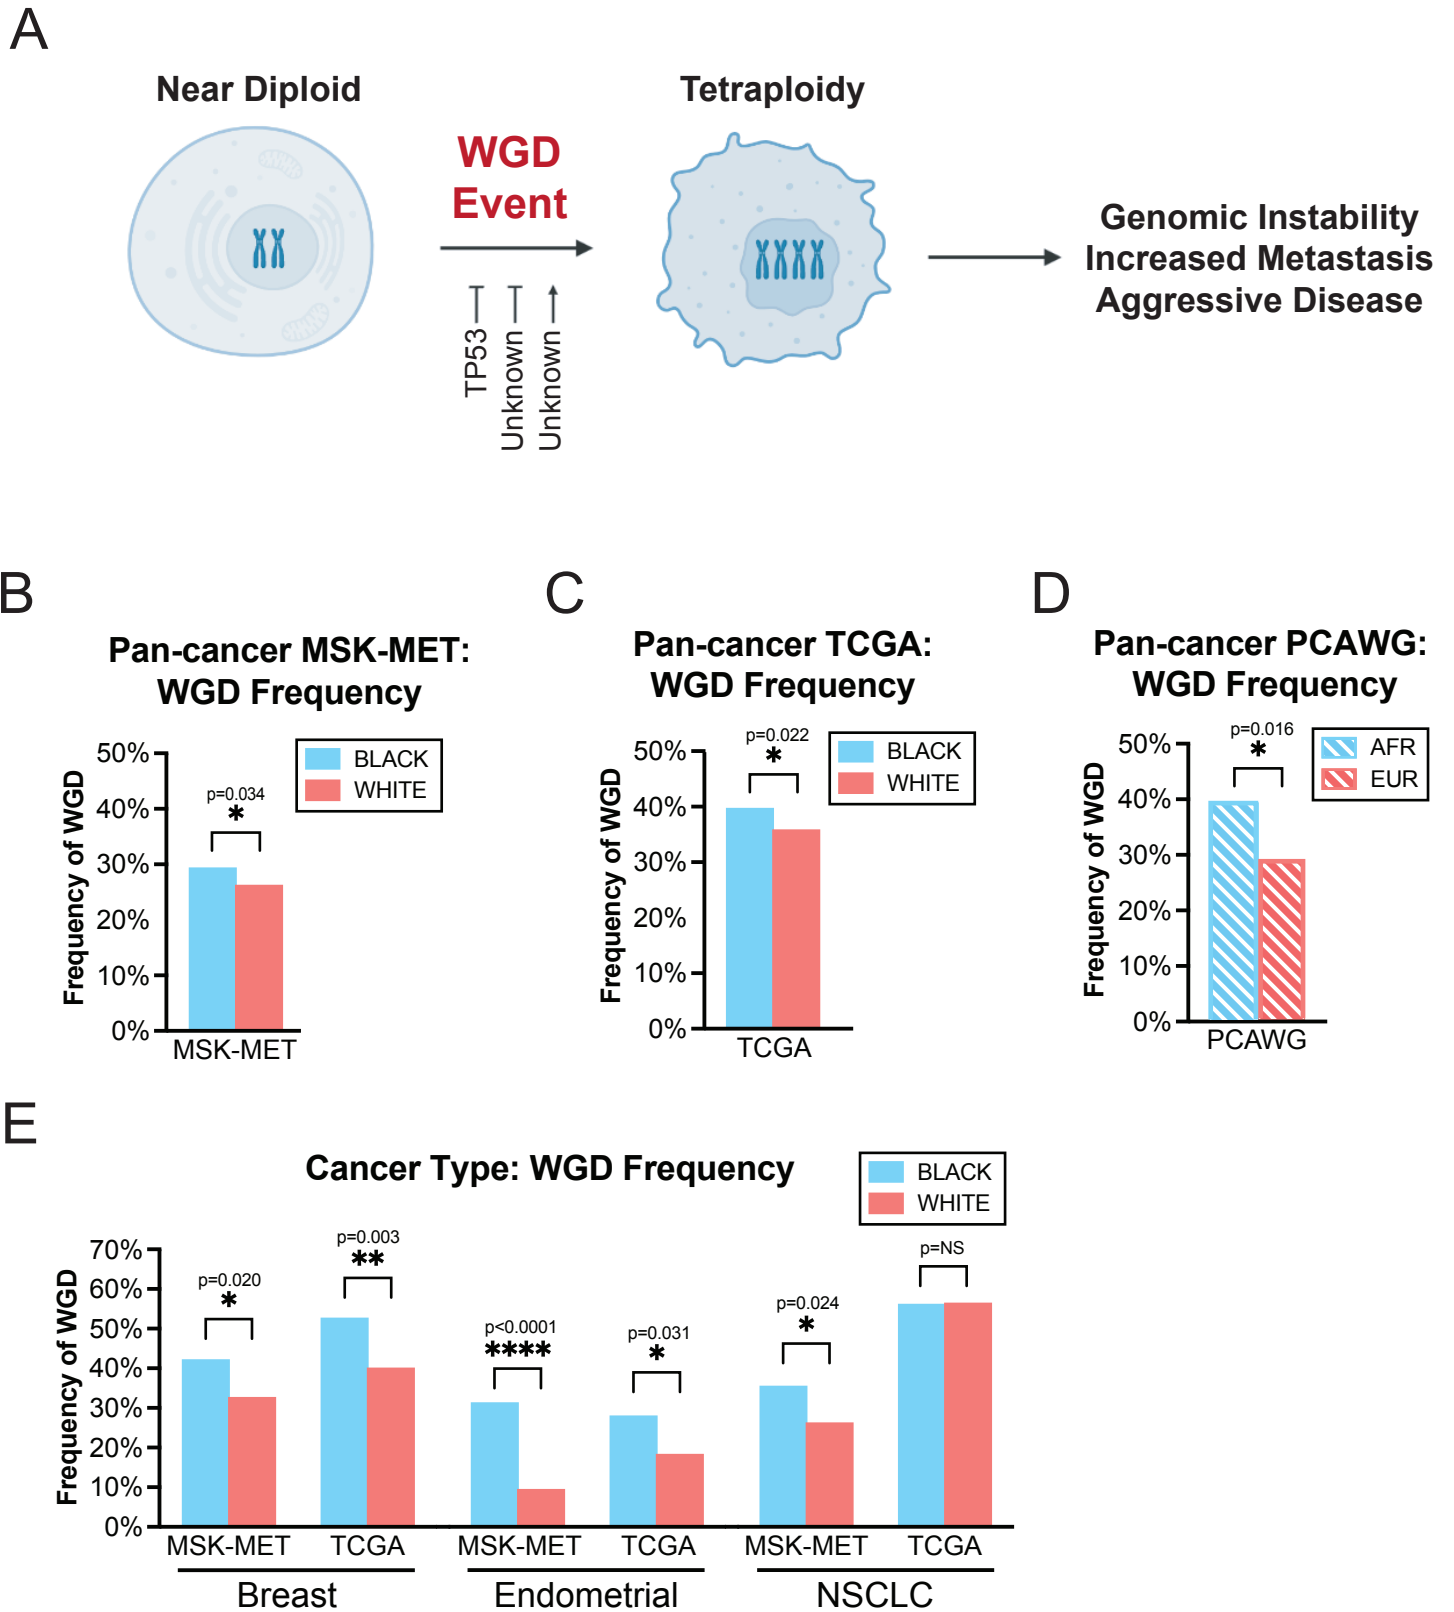 A
Near Diploid
WGD
Event
TP53
Unknown
Unknown
Tetraploidy
Genomic Instability
Increased Metastasis
Aggressive Disease
B
Pan-cancer MSK-MET:
WGD Frequency
BLACK
WHITE
Frequency of WGD
50%
40%
30%
20%
10%
0%
p=0.034
*
MSK-MET
C
Pan-cancer TCGA:
WGD Frequency
BLACK
WHITE
Frequency of WGD
50%
40%
30%
20%
10%
0%
p=0.022
*
TCGA
D
Pan-cancer PCAWG:
WGD Frequency
AFR
EUR
Frequency of WGD
50%
40%
30%
20%
10%
0%
p=0.016
*
PCAWG
E
Cancer Type: WGD Frequency
BLACK
WHITE
Frequency of WGD
70%
60%
50%
40%
30%
20%
10%
0%
p=0.020
*
p=0.003
**
p<0.0001
****
p=0.031
*
p=0.024
*
p=NS
MSK-MET TCGA MSK-MET TCGA MSK-MET TCGA
Breast Endometrial NSCLC